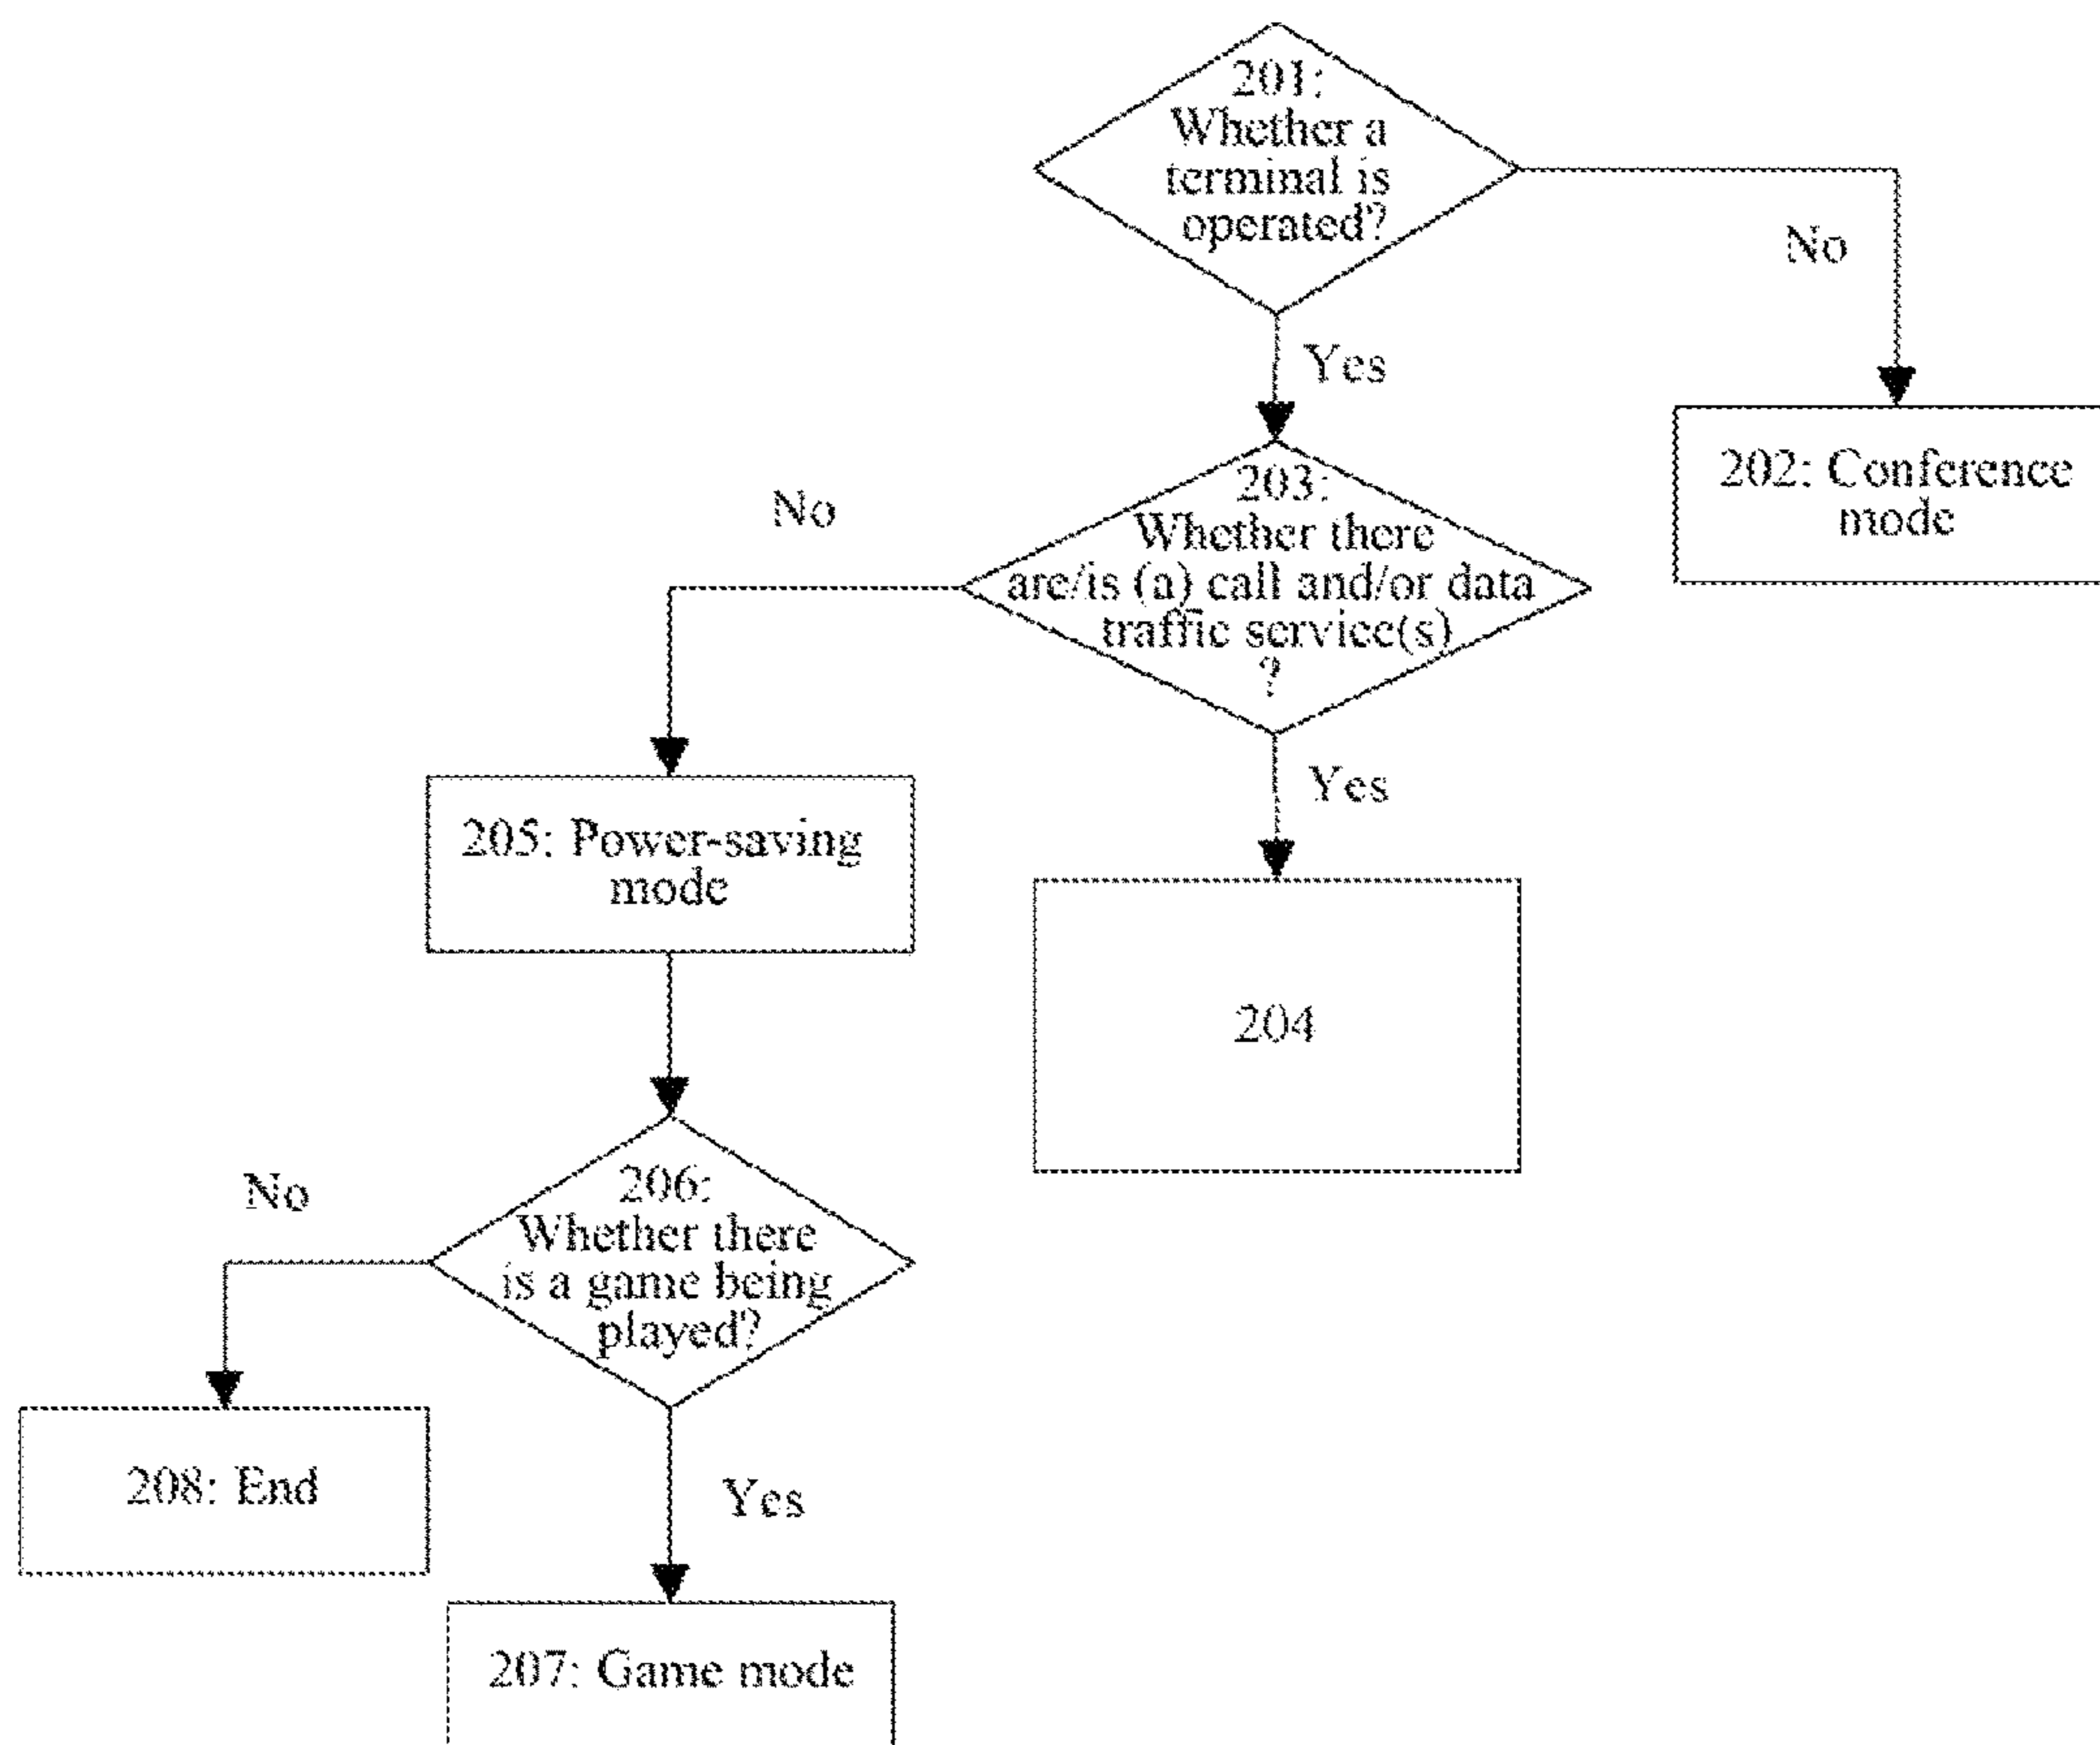 201:
Whether a
terminal is
operated?
No
Yes
202: Conference
mode
203:
Whether there
are/is (a) call and/or data
traffic service(s)
?
No
Yes
205: Power-saving
mode
204
206:
Whether there
is a game being
played?
No
208: End
Yes
207: Game mode